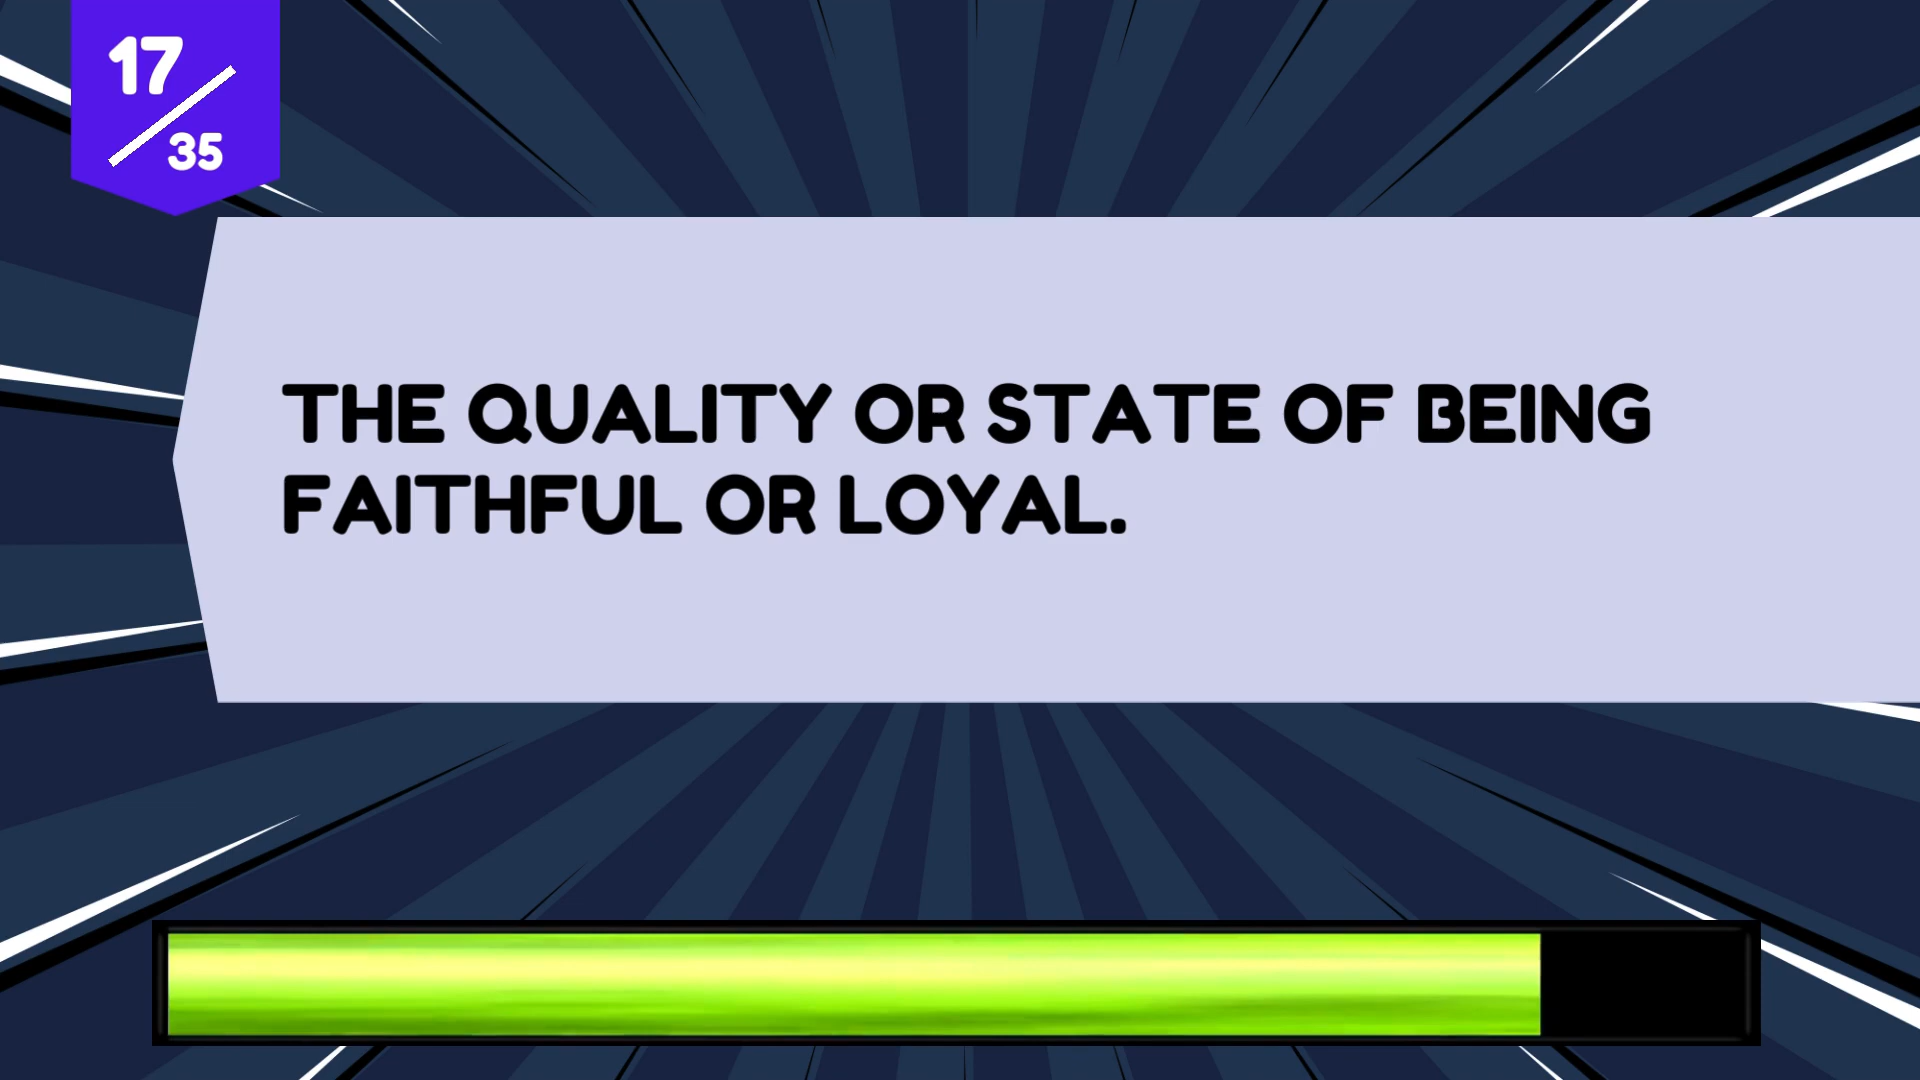 17
35
THE QUALITY OR STATE OF BEING
FAITHFUL OR LOYAL.